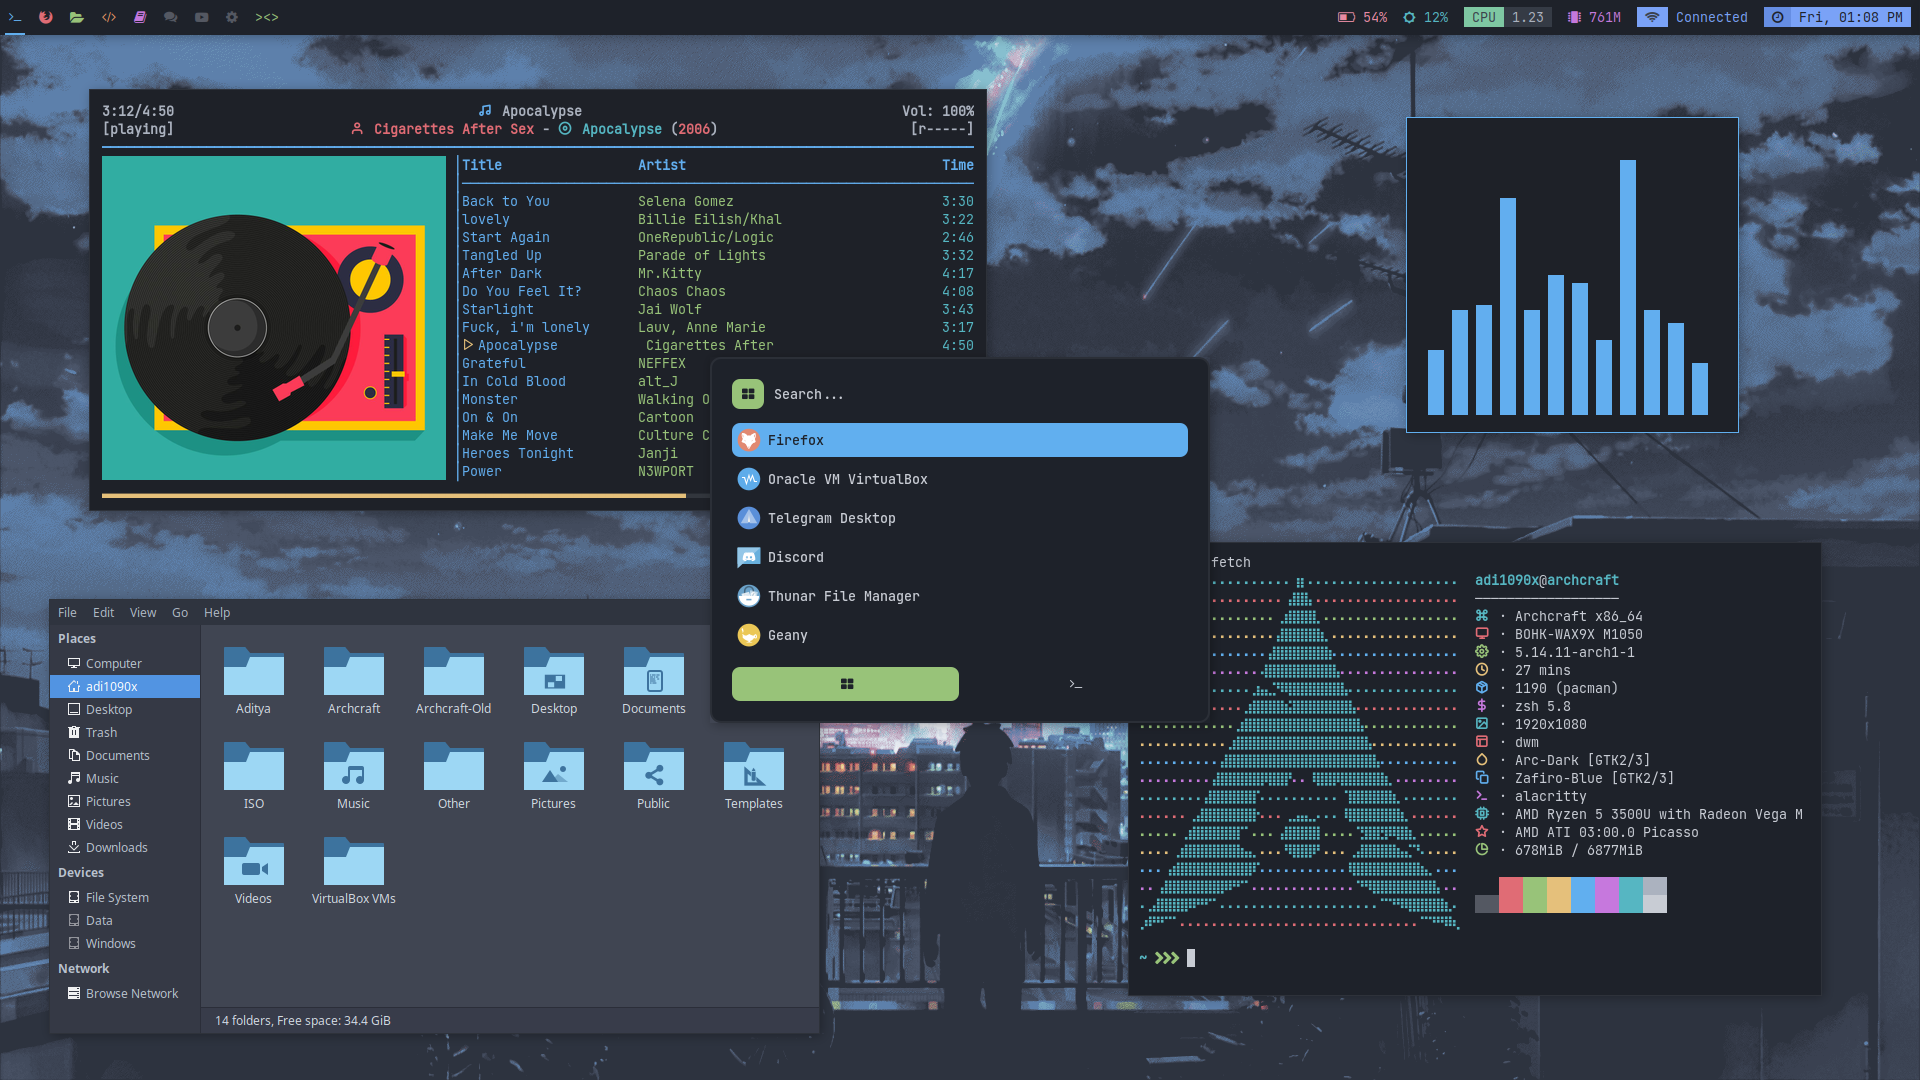 ><> 54% 12% CPU 1.23 761M Connected Fri, 01:08 PM
3:12/4:50 Apocalypse Vol: 100%
[playing] Cigarettes After Sex - Apocalypse (2006) [r-----]
Title Artist Time
Back to You Selena Gomez 3:30
lovely Billie Eilish/Khal 3:22
Start Again OneRepublic/Logic 2:46
Tangled Up Parade of Lights 3:32
After Dark Mr.Kitty 4:17
Do You Feel It? Chaos Chaos 4:08
Starlight Jai Wolf 3:43
Fuck, i'm lonely Lauv, Anne Marie 3:17
Apocalypse Cigarettes After 4:50
Grateful NEFFEX
In Cold Blood alt_J
Monster Walking O
On & On Cartoon
Make Me Move Culture C
Heroes Tonight Janji
Power N3WPORT
Search...
Firefox
Oracle VM VirtualBox
Telegram Desktop
Discord
Thunar File Manager
Geany
>_
File Edit View Go Help
Places
Computer
adi1090x
Desktop
Trash
Documents
Music
Pictures
Videos
Downloads
Devices
File System
Data
Windows
Network
Browse Network
Aditya Archcraft Archcraft-Old Desktop Documents
ISO Music Other Pictures Public Templates
Videos VirtualBox VMs
14 folders, Free space: 34.4 GiB
fetch
adi1090x@archcraft
· Archcraft x86_64
· BOHK-WAX9X M1050
· 5.14.11-arch1-1
· 27 mins
· 1190 (pacman)
· zsh 5.8
· 1920x1080
· dwm
· Arc-Dark [GTK2/3]
· Zafiro-Blue [GTK2/3]
· alacritty
· AMD Ryzen 5 3500U with Radeon Vega M
· AMD ATI 03:00.0 Picasso
· 678MiB / 6877MiB
~